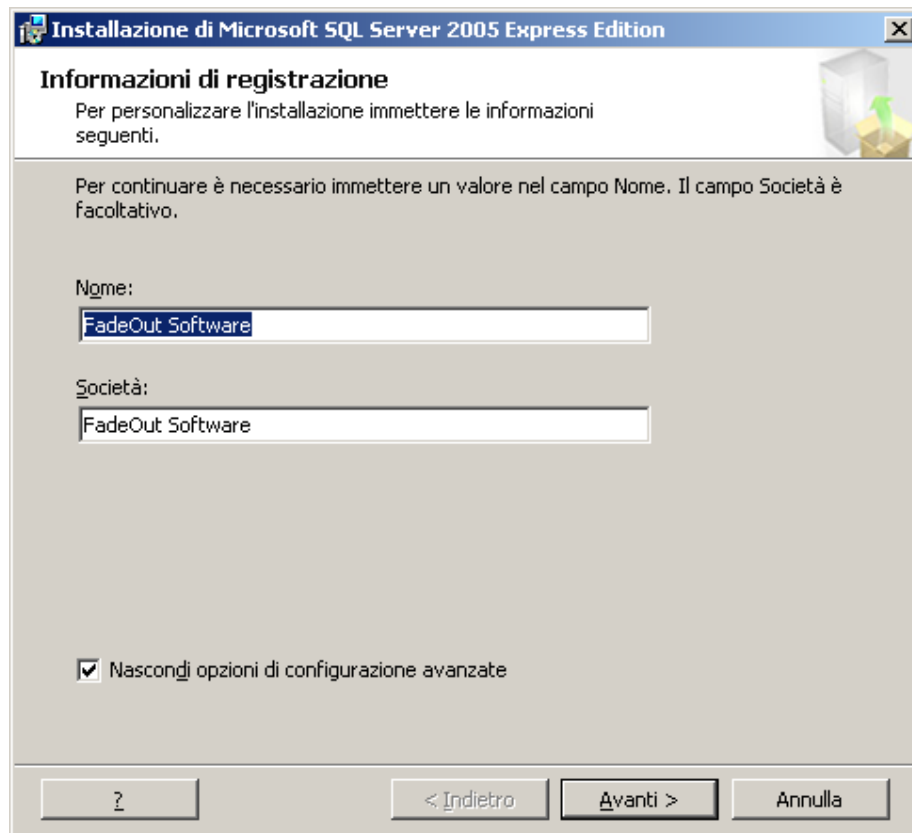 Installazione di Microsoft SQL Server 2005 Express Edition
Informazioni di registrazione
Per personalizzare l'installazione immettere le informazioni
seguenti.
Per continuare è necessario immettere un valore nel campo Nome. Il campo Società è
facoltativo.
Nome:
FadeOut Software
Società:
FadeOut Software
Nascondi opzioni di configurazione avanzate
?
< Indietro
Avanti >
Annulla